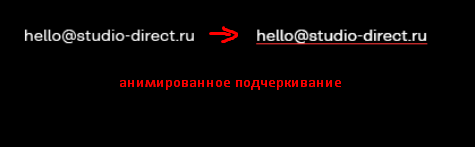 hello@studio-direct.ru hello@studio-direct.ru
анимированное подчеркивание